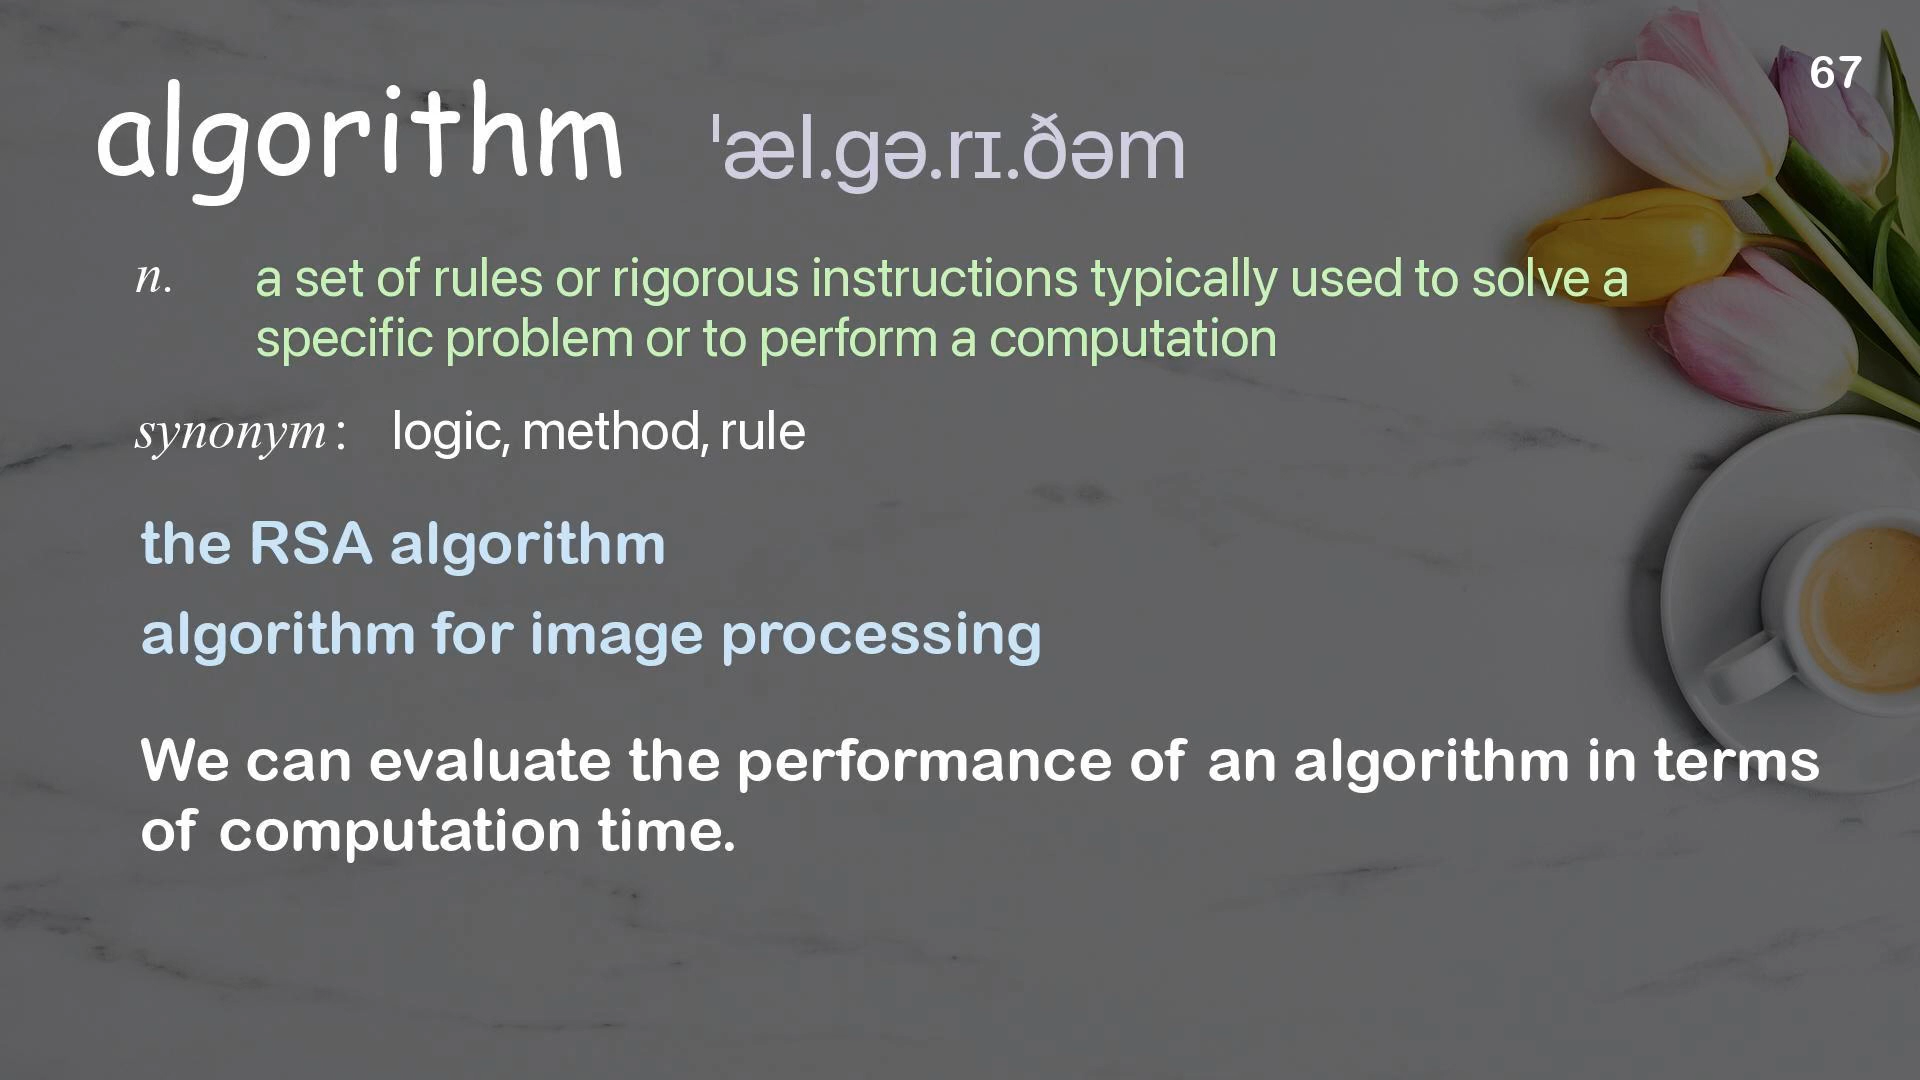 67
algorithm ˈæl.gə.rɪ.ðəm
n. a set of rules or rigorous instructions typically used to solve a
specific problem or to perform a computation
synonym : logic, method, rule
the RSA algorithm
algorithm for image processing
We can evaluate the performance of an algorithm in terms
of computation time.